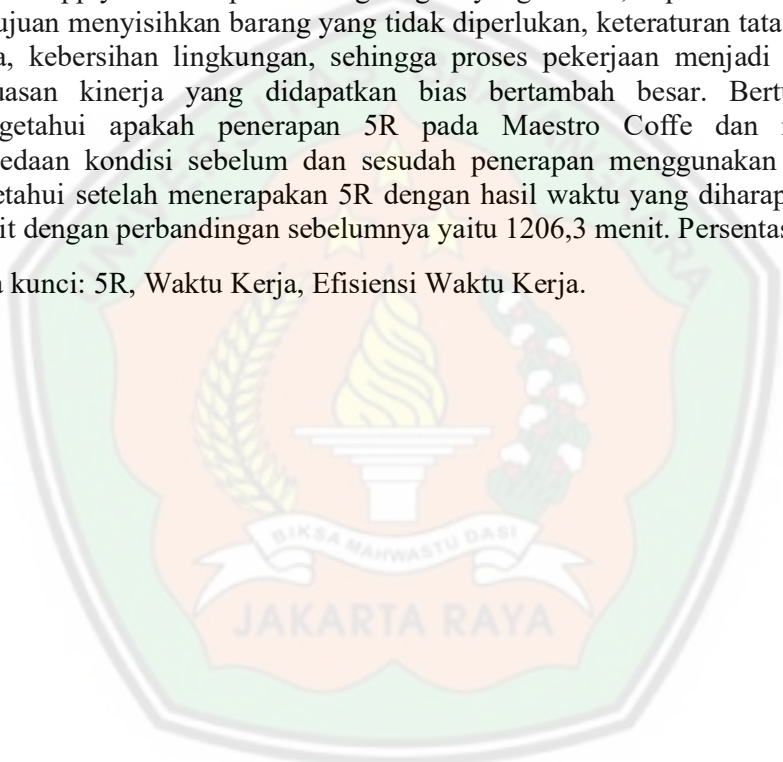 ujuan menyisihkan barang yang tidak diperlukan, keteraturan tata
a, kebersihan lingkungan, sehingga proses pekerjaan menjadi
uasan kinerja yang didapatkan bias bertambah besar. Bertu
getahui apakah penerapan 5R pada Maestro Coffe dan
edaan kondisi sebelum dan sesudah penerapan menggunakan
etahui setelah menerapakan 5R dengan hasil waktu yang diharap
it dengan perbandingan sebelumnya yaitu 1206,3 menit. Persentas
a kunci: 5R, Waktu Kerja, Efisiensi Waktu Kerja.
BIKSA MAHWASTU DASI
JAKARTA RAYA